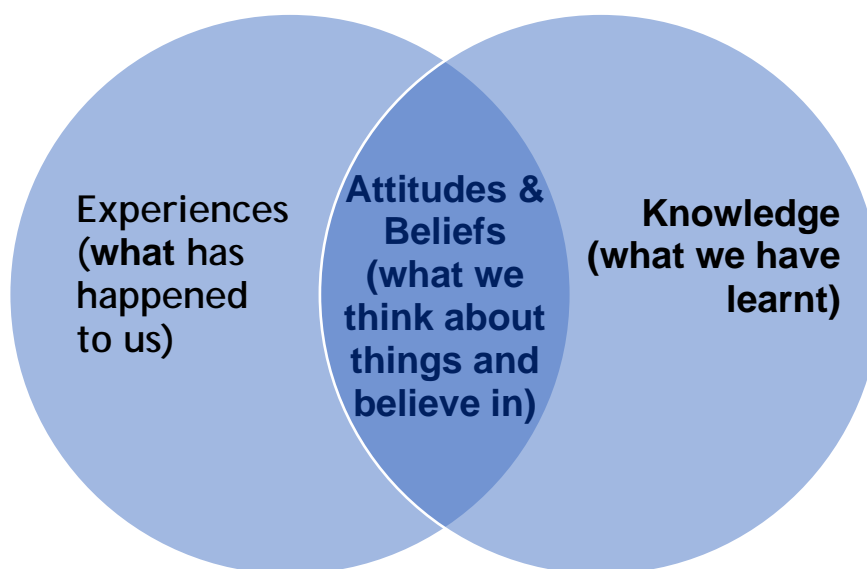 Experiences
(what has
happened
to us)
Attitudes &
Beliefs
(what we
think about
things and
believe in)
Knowledge
(what we have
learnt)